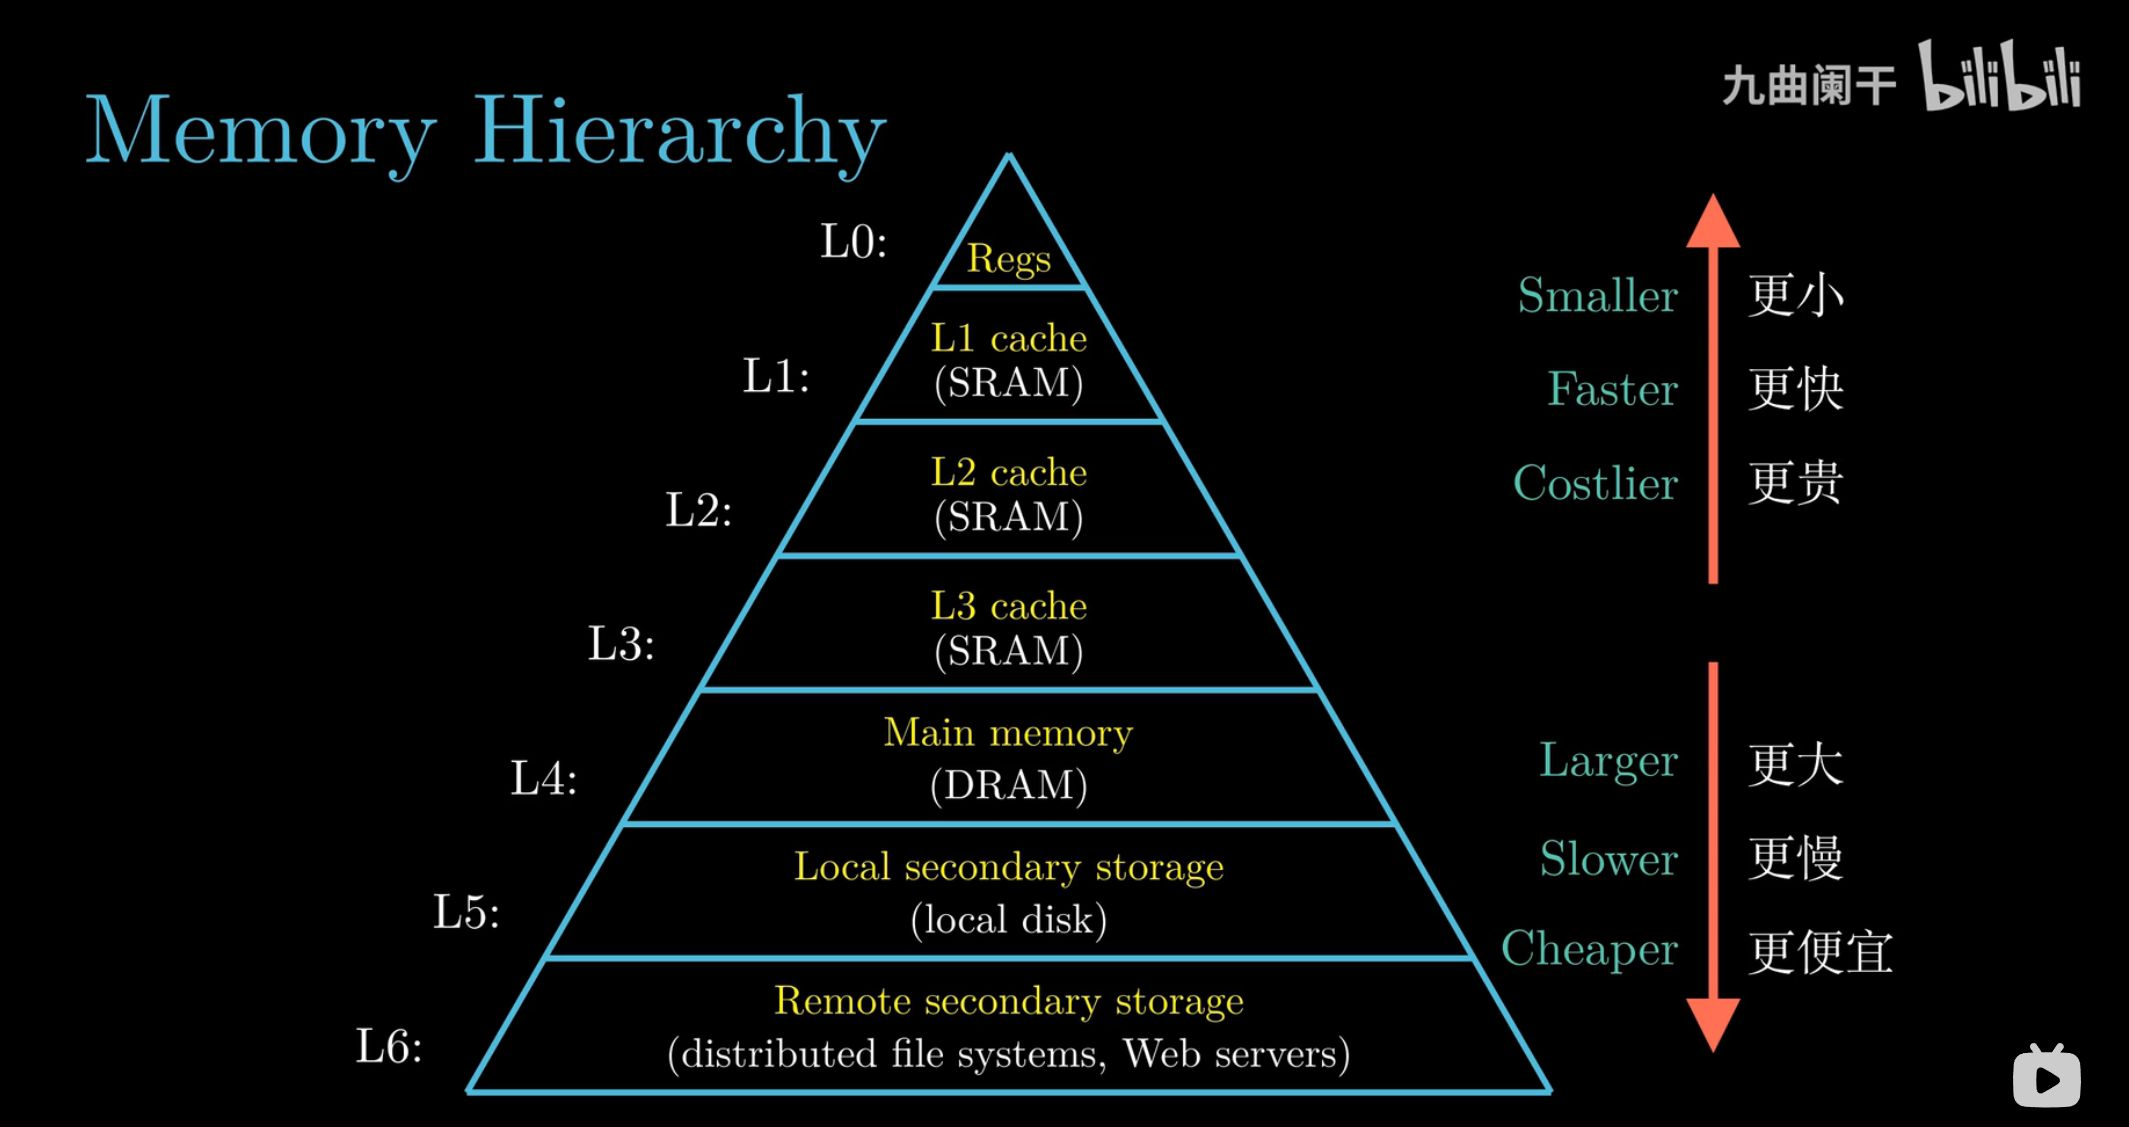 九曲阑干 bilibili
Memory Hierarchy
L0:
Regs
L1:
L1 cache
(SRAM)
L2:
L2 cache
(SRAM)
L3:
L3 cache
(SRAM)
L4:
Main memory
(DRAM)
L5:
Local secondary storage
(local disk)
L6:
Remote secondary storage
(distributed file systems, Web servers)
Smaller 更小
Faster 更快
Costlier 更贵
Larger 更大
Slower 更慢
Cheaper 更便宜